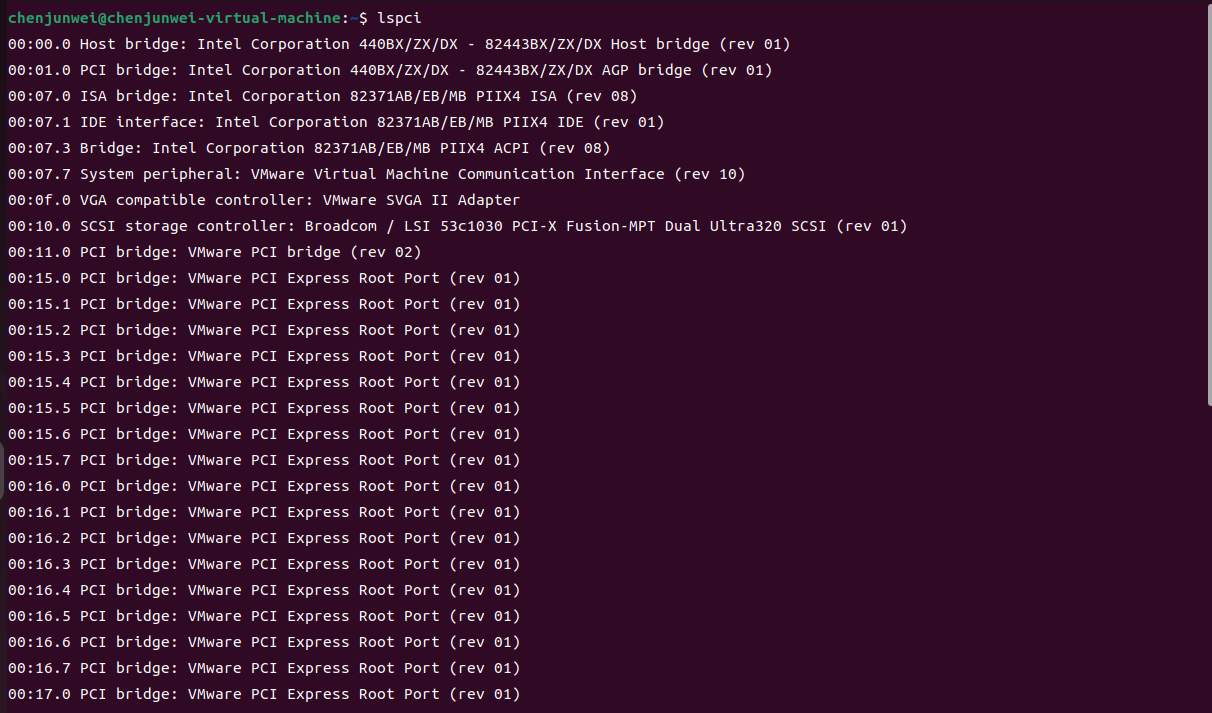 chenjunwei@chenjunwei-virtual-machine:~$ lspci
00:00.0 Host bridge: Intel Corporation 440BX/ZX/DX - 82443BX/ZX/DX Host bridge (rev 01)
00:01.0 PCI bridge: Intel Corporation 440BX/ZX/DX - 82443BX/ZX/DX AGP bridge (rev 01)
00:07.0 ISA bridge: Intel Corporation 82371AB/EB/MB PIIX4 ISA (rev 08)
00:07.1 IDE interface: Intel Corporation 82371AB/EB/MB PIIX4 IDE (rev 01)
00:07.3 Bridge: Intel Corporation 82371AB/EB/MB PIIX4 ACPI (rev 08)
00:07.7 System peripheral: VMware Virtual Machine Communication Interface (rev 10)
00:0f.0 VGA compatible controller: VMware SVGA II Adapter
00:10.0 SCSI storage controller: Broadcom / LSI 53c1030 PCI-X Fusion-MPT Dual Ultra320 SCSI (rev 01)
00:11.0 PCI bridge: VMware PCI bridge (rev 02)
00:15.0 PCI bridge: VMware PCI Express Root Port (rev 01)
00:15.1 PCI bridge: VMware PCI Express Root Port (rev 01)
00:15.2 PCI bridge: VMware PCI Express Root Port (rev 01)
00:15.3 PCI bridge: VMware PCI Express Root Port (rev 01)
00:15.4 PCI bridge: VMware PCI Express Root Port (rev 01)
00:15.5 PCI bridge: VMware PCI Express Root Port (rev 01)
00:15.6 PCI bridge: VMware PCI Express Root Port (rev 01)
00:15.7 PCI bridge: VMware PCI Express Root Port (rev 01)
00:16.0 PCI bridge: VMware PCI Express Root Port (rev 01)
00:16.1 PCI bridge: VMware PCI Express Root Port (rev 01)
00:16.2 PCI bridge: VMware PCI Express Root Port (rev 01)
00:16.3 PCI bridge: VMware PCI Express Root Port (rev 01)
00:16.4 PCI bridge: VMware PCI Express Root Port (rev 01)
00:16.5 PCI bridge: VMware PCI Express Root Port (rev 01)
00:16.6 PCI bridge: VMware PCI Express Root Port (rev 01)
00:16.7 PCI bridge: VMware PCI Express Root Port (rev 01)
00:17.0 PCI bridge: VMware PCI Express Root Port (rev 01)